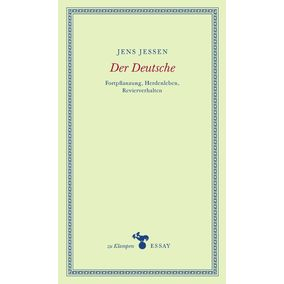 JENS JESSEN
Der Deutsche
Fortpflanzung, Herdenleben,
Revierverhalten
zu Klampen ESSAY